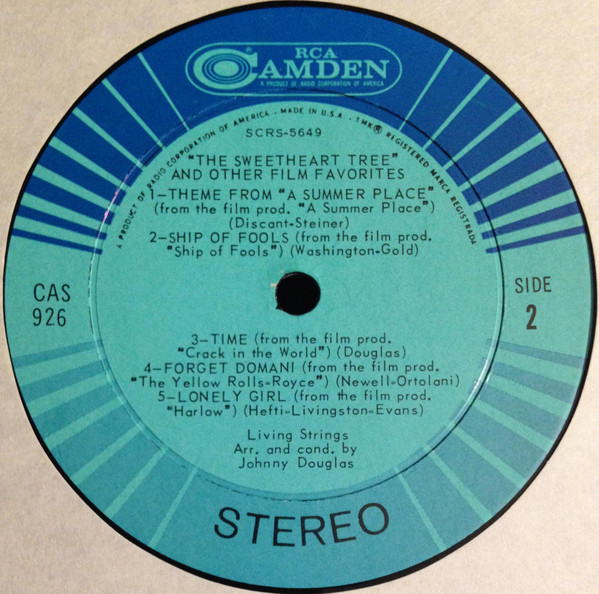 RCA
CAMDEN
A PRODUCT OF RADIO CORPORATION OF AMERICA
A PRODUCT OF RADIO CORPORATION OF AMERICA - MADE IN U.S.A. - TMK® REGISTERED MARCA REGISTRADA
SCRS-5649
"THE SWEETHEART TREE"
AND OTHER FILM FAVORITES
1—THEME FROM "A SUMMER PLACE"
(from the film prod. "A Summer Place")
(Discant-Steiner)
2—SHIP OF FOOLS (from the film prod.
"Ship of Fools") (Washington-Gold)
CAS
926
SIDE
2
3—TIME (from the film prod.
"Crack in the World") (Douglas)
4—FORGET DOMANI (from the film prod.
"The Yellow Rolls-Royce") (Newell-Ortolani)
5—LONELY GIRL (from the film prod.
"Harlow") (Hefti-Livingston-Evans)
Living Strings
Arr. and cond. by
Johnny Douglas
STEREO